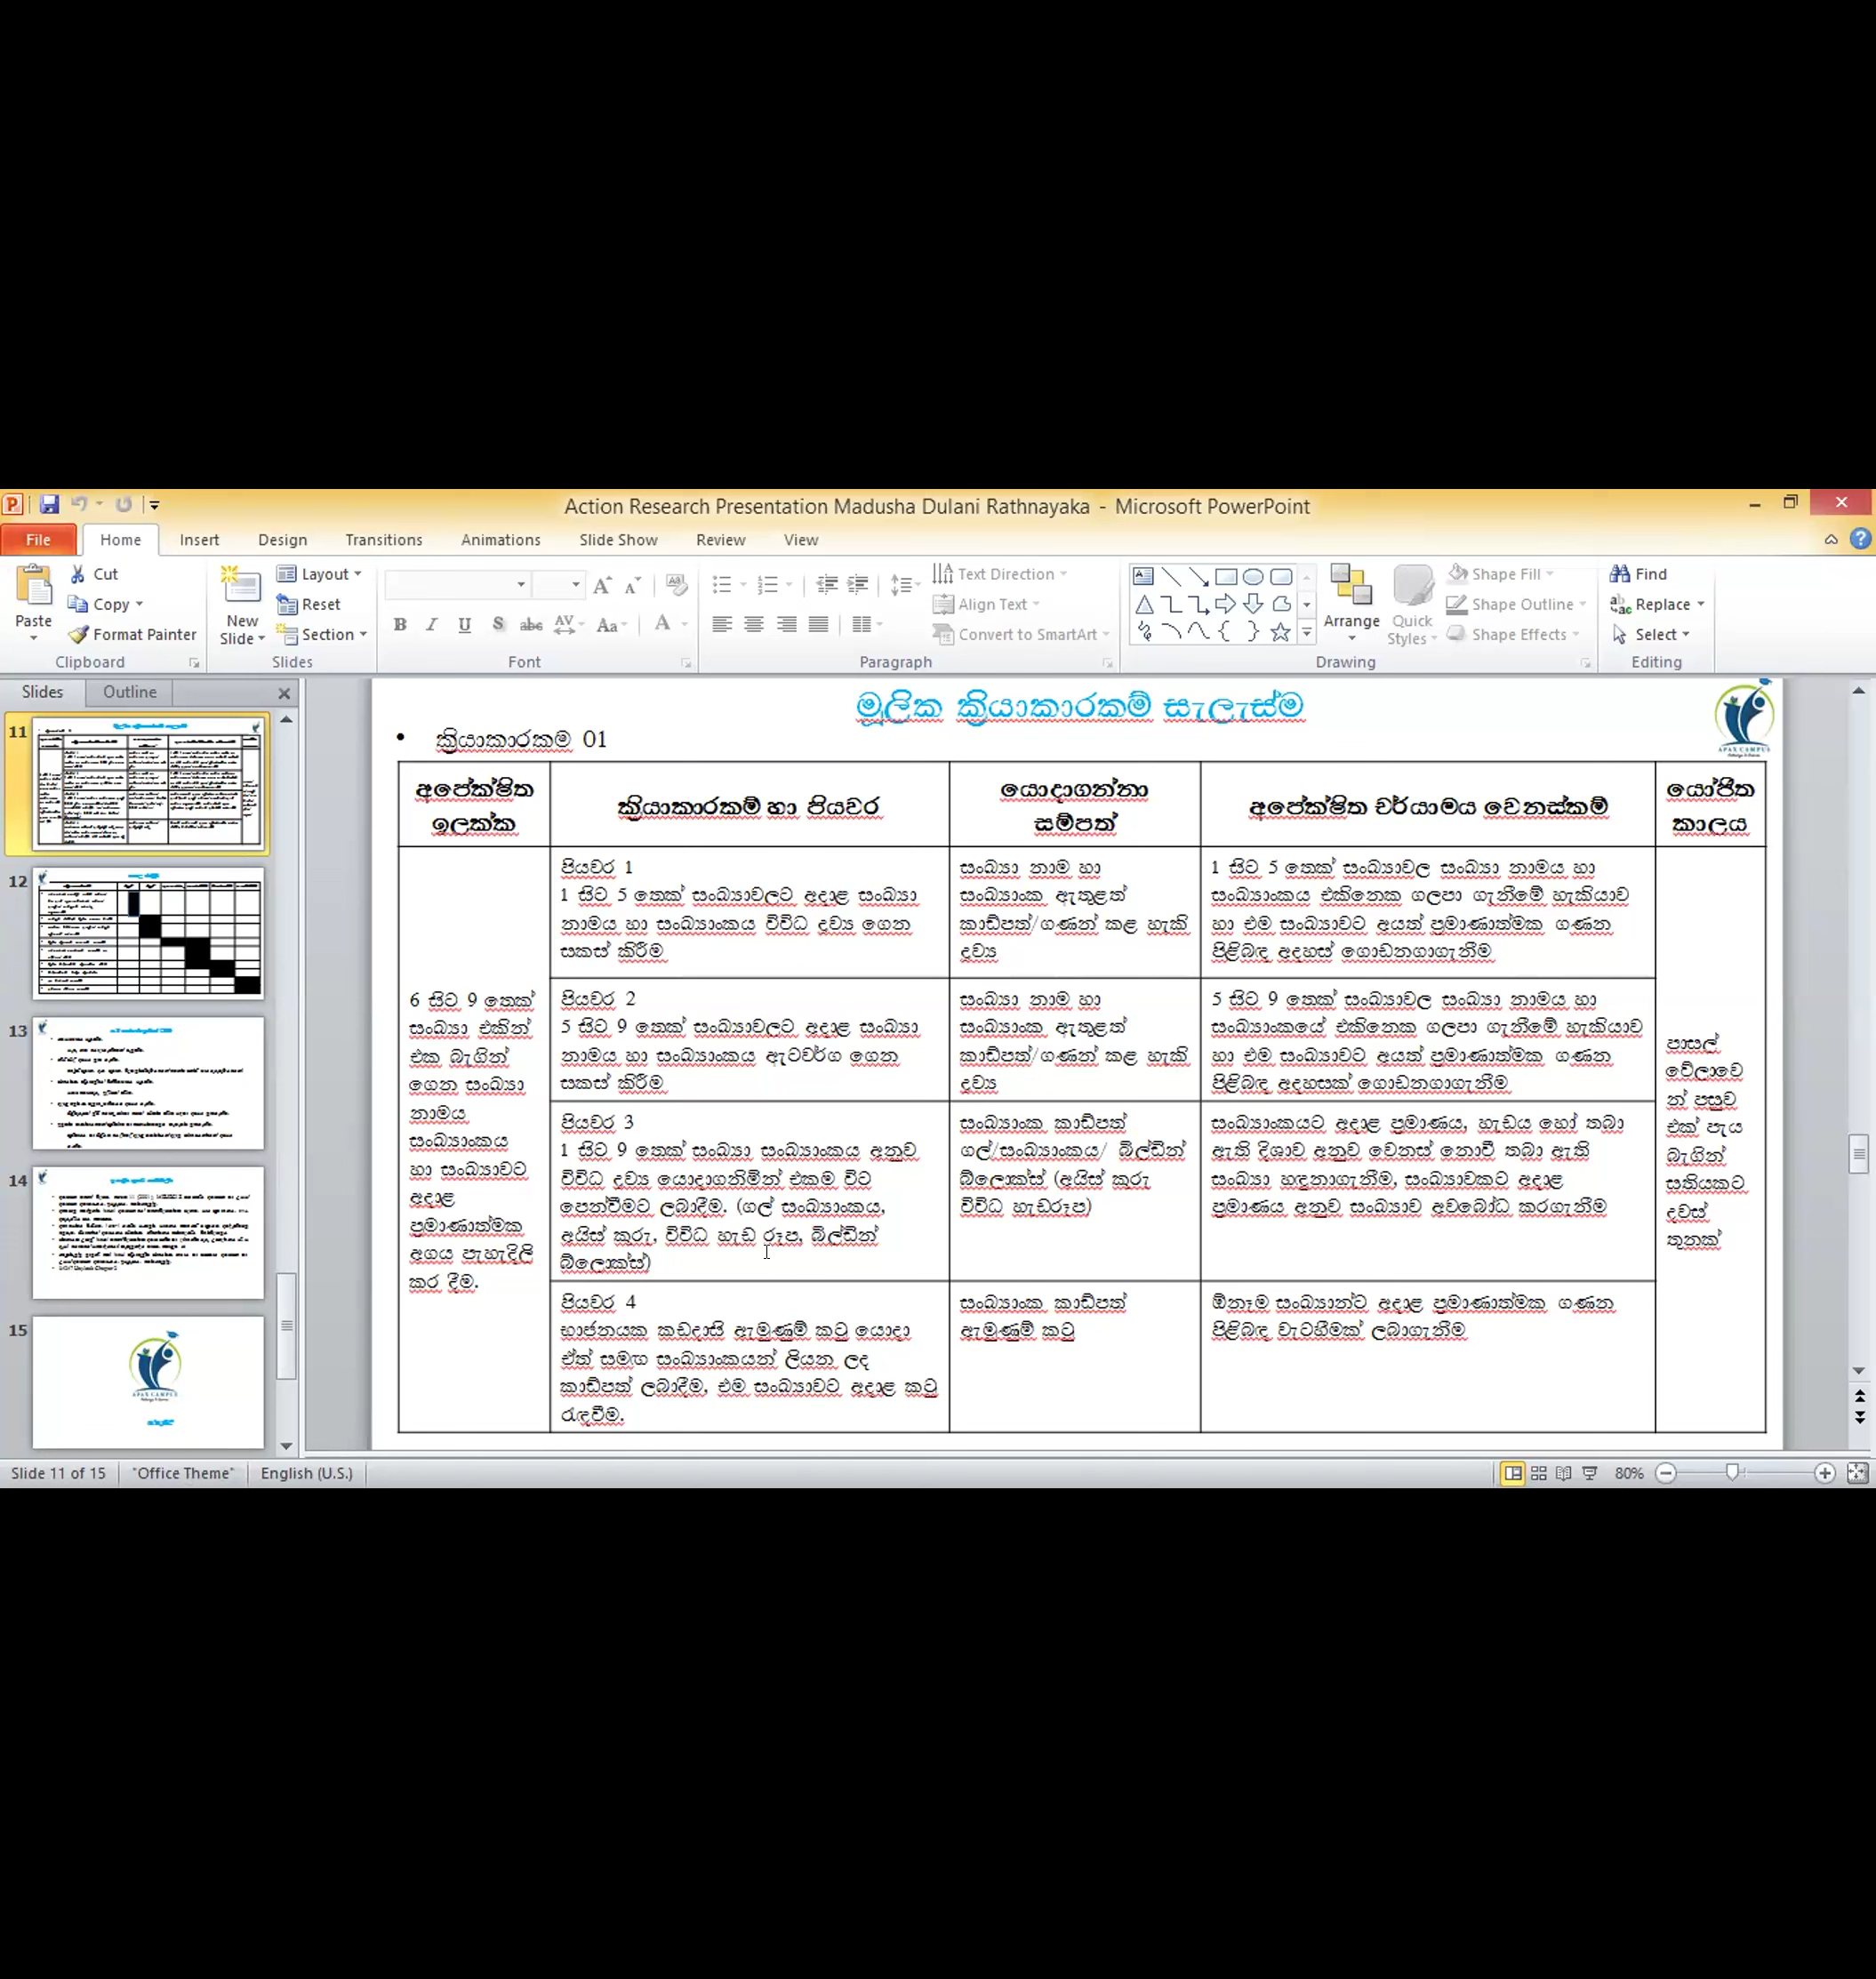 Action Research Presentation Madusha Dulani Rathnayaka - Microsoft PowerPoint
File Home Insert Design Transitions Animations Slide Show Review View
Paste
Cut
Copy
Format Painter
Clipboard
New Slide
Layout
Reset
Section
Slides
Font
Text Direction
Align Text
Convert to SmartArt
Paragraph
Arrange
Quick Styles
Shape Fill
Shape Outline
Shape Effects
Drawing
Find
Replace
Select
Editing
Slides Outline
11
12
13
14
15
මූලික ක්‍රියාකාරකම් සැලැස්ම
APAX CAMPUS
• ක්‍රියාකාරකම 01
අපේක්ෂිත
ඉලක්ක
ක්‍රියාකාරකම් හා පියවර
යොදාගන්නා
සම්පත්
අපේක්ෂිත චර්යාමය වෙනස්කම්
යෝජිත
කාලය
6 සිට 9 තෙක්
සංඛ්‍යා එකින්
එක බැගින්
ගෙන සංඛ්‍යා
නාමය
සංඛ්‍යාංකය
හා සංඛ්‍යාවට
අදාළ
ප්‍රමාණාත්මක
අගය පැහැදිලි
කර දීම.
පියවර 1
1 සිට 5 තෙක් සංඛ්‍යාවලට අදාළ සංඛ්‍යා
නාමය හා සංඛ්‍යාංකය විවිධ ද්‍රව්‍ය ගෙන
සකස් කිරීම
සංඛ්‍යා නාම හා
සංඛ්‍යාංක ඇතුළත්
කාඩ්පත්/ගණන් කළ හැකි
ද්‍රව්‍ය
1 සිට 5 තෙක් සංඛ්‍යාවල සංඛ්‍යා නාමය හා
සංඛ්‍යාංකය එකිනෙක ගලපා ගැනීමේ හැකියාව
හා එම සංඛ්‍යාවට අයත් ප්‍රමාණාත්මක ගණන
පිළිබඳ අදහස් ගොඩනගාගැනීම
පියවර 2
5 සිට 9 තෙක් සංඛ්‍යාවලට අදාළ සංඛ්‍යා
නාමය හා සංඛ්‍යාංකය ඇටවර්ග ගෙන
සකස් කිරීම
සංඛ්‍යා නාම හා
සංඛ්‍යාංක ඇතුළත්
කාඩ්පත්/ගණන් කළ හැකි
ද්‍රව්‍ය
5 සිට 9 තෙක් සංඛ්‍යාවල සංඛ්‍යා නාමය හා
සංඛ්‍යාංකයේ එකිනෙක ගලපා ගැනීමේ හැකියාව
හා එම සංඛ්‍යාවට අයත් ප්‍රමාණාත්මක ගණන
පිළිබඳ අදහසක් ගොඩනගාගැනීම
පියවර 3
1 සිට 9 තෙක් සංඛ්‍යා සංඛ්‍යාංකය අනුව
විවිධ ද්‍රව්‍ය යොදාගනිමින් එකම විට
පෙන්වීමට ලබාදීම. (ගල් සංඛ්‍යාංකය,
අයිස් කූරු, විවිධ හැඩ රූප, බිල්ඩින්
බ්ලොක්ස්)
සංඛ්‍යාංක කාඩ්පත්
ගල්/සංඛ්‍යාංකය/ බිල්ඩින්
බ්ලොක්ස් (අයිස් කූරු
විවිධ හැඩරූප)
සංඛ්‍යාංකයට අදාළ ප්‍රමාණය, හැඩය හෝ තබා
ඇති දිශාව අනුව වෙනස් නොවී තබා ඇති
සංඛ්‍යා හඳුනාගැනීම, සංඛ්‍යාවකට අදාළ
ප්‍රමාණය අනුව සංඛ්‍යාව අවබෝධ කරගැනීම
පියවර 4
භාජනයක කඩදාසි ඇමුණුම් කටු යොදා
ඒත් සමඟ සංඛ්‍යාංකයන් ලියන ලද
කාඩ්පත් ලබාදීම, එම සංඛ්‍යාවට අදාළ කටු
රැඳවීම.
සංඛ්‍යාංක කාඩ්පත්
ඇමුණුම් කටු
ඕනෑම සංඛ්‍යාන්ට අදාළ ප්‍රමාණාත්මක ගණන
පිළිබඳ වැටහීමක් ලබාගැනීම
පාසල්
වේලාවෙ
න් පසුව
එක් පැය
බැගින්
සතියකට
දවස්
තුනක්
Slide 11 of 15 "Office Theme" English (U.S.) 80%